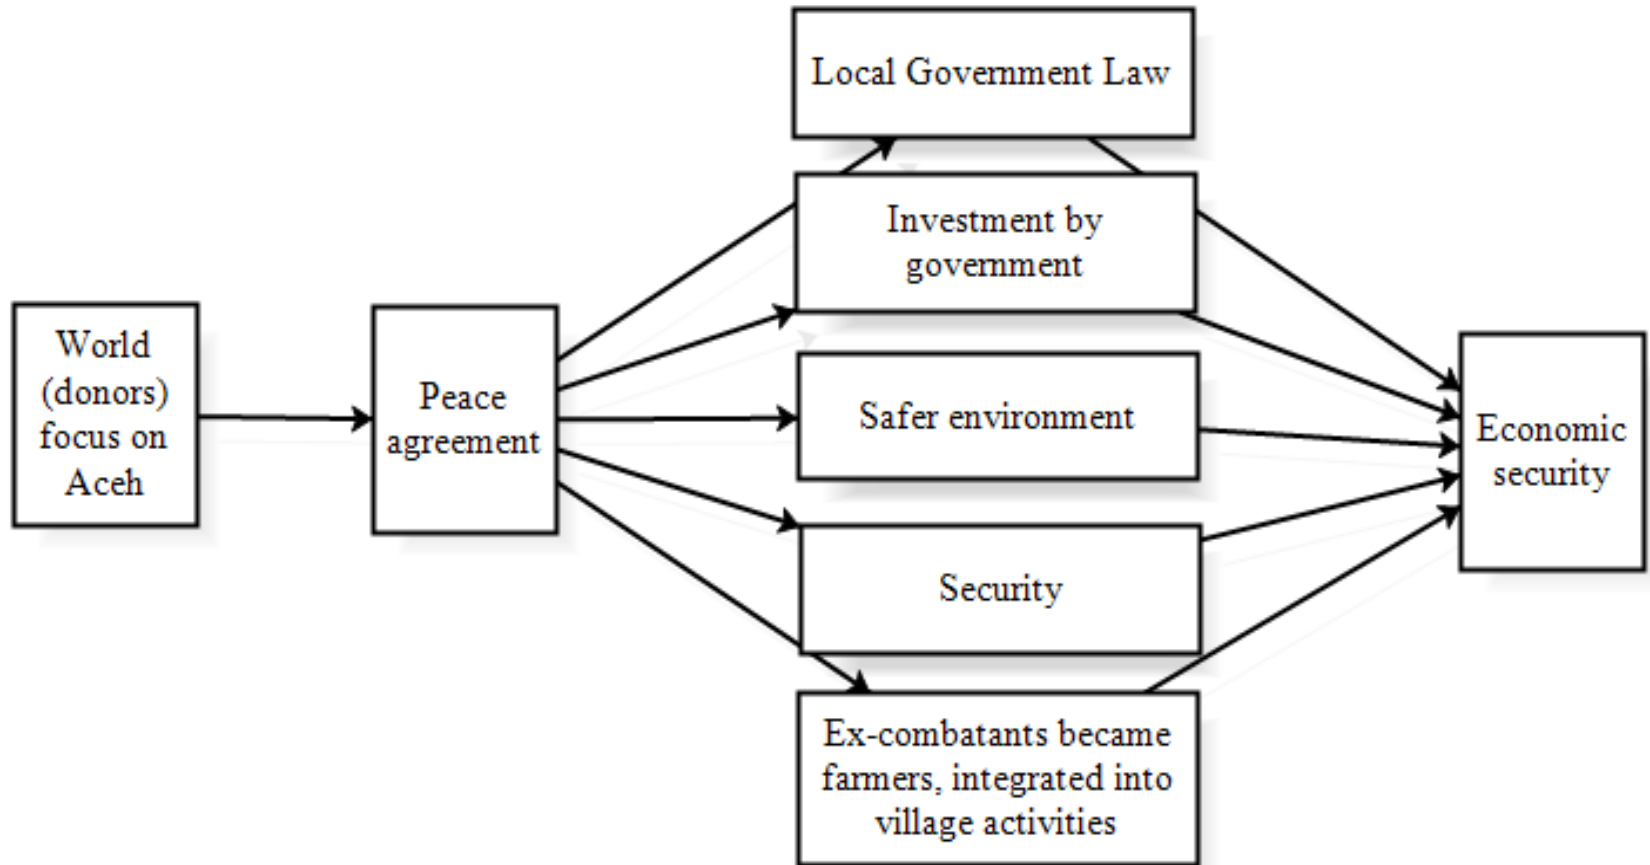 World
(donors)
focus on
Aceh
Peace
agreement
Local Government Law
Investment by
government
Safer environment
Security
Ex-combatants became
farmers, integrated into
village activities
Economic
security